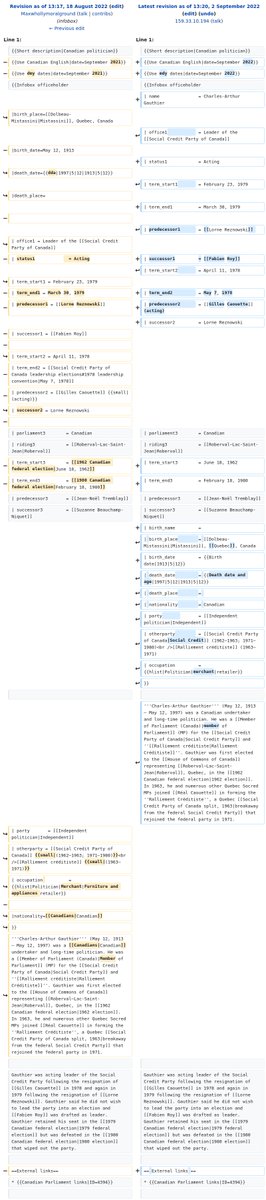 Revision as of 13:17, 18 August 2022 (edit)
Maxwellhollymorgland (talk | contribs)
(Infobox)
← Previous edit
Line 1:
{{Short description|Canadian politician}}
{{Use Canadian English|date=September 2021}}
{{Use dmy dates|date=September 2021}}
{{Infobox officeholder
|birth_place=[[Dolbeau-
Mistassini|Mistassini]], Quebec, Canada
|birth_date=May 12, 1913
|death_date={{dda|1997|5|12|1913|5|12}}
|death_place=
| office1 = Leader of the [[Social Credit
Party of Canada]]
| status1 = Acting
| term_start1 = February 23, 1979
| term_end1 = March 30, 1979
| predecessor1 = [[Lorne Reznowski]]
| successor1 = [[Fabien Roy]]
| term_start2 = April 11, 1978
| term_end2 = [[Social Credit Party of
Canada leadership elections#1978 leadership
convention|May 7, 1978]]
| predecessor2 = [[Gilles Caouette]] {{small|
(acting)}}
| successor2 = Lorne Reznowski
| parliament3 = Canadian
| riding3 = [[Roberval—Lac-Saint-
Jean|Roberval]]
| term_start3 = [[1962 Canadian
federal election|June 18, 1962]]
| term_end3 = [[1980 Canadian
federal election|February 18, 1980]]
| predecessor3 = [[Jean-Noël Tremblay]]
| successor3 = [[Suzanne Beauchamp-
Niquet]]
| party = [[Independent
politician|Independent]]
| otherparty = [[Social Credit Party of
Canada]] {{small|(1962-1963, 1971-1980)}}<br
/>[[Ralliement créditiste]] {{small|(1963-
1971)}}
| occupation =
{{hlist|Politician|Merchant|Furniture and
appliances retailer}}
|nationality=[[Canadians|Canadian]]
}}
'''Charles-Arthur Gauthier''' (May 12, 1913
– May 12, 1997) was a [[Canadians|Canadian]]
undertaker and long-time politician. He was
a [[Member of Parliament (Canada)|Member of
Parliament]] (MP) for the [[Social Credit
Party of Canada|Social Credit Party]] and
''[[Ralliement créditiste|Ralliement
Créditiste]]''. Gauthier was first elected
to the [[House of Commons of Canada]]
representing [[Roberval—Lac-Saint-
Jean|Roberval]], Quebec, in the [[1962
Canadian federal election|1962 election]].
In 1963, he and numerous other Quebec Socred
MPs joined [[Réal Caouette]] in forming the
''Ralliement Créditiste'', a Quebec [[Social
Credit Party of Canada split, 1963|breakaway
from the federal Social Credit Party]] that
rejoined the federal party in 1971.
Gauthier was acting leader of the Social
Credit Party following the resignation of
[[Gilles Caouette]] in 1978 and again in
1979 following the resignation of [[Lorne
Reznowski]]. Gauthier said he did not wish
to lead the party into an election and
[[Fabien Roy]] was drafted as leader.
Gauthier retained his seat in the [[1979
Canadian federal election|1979 federal
election]] but was defeated in the [[1980
Canadian federal election|1980 election]]
that wiped out the party.
==External links==
* {{Canadian Parliament links|ID=4394}}
Latest revision as of 13:20, 2 September 2022
(edit) (undo)
159.33.10.194 (talk)
Line 1:
{{Short description|Canadian politician}}
{{Use Canadian English|date=September 2022}}
{{Use mdy dates|date=September 2022}}
{{Infobox officeholder
| name = Charles-Arthur
Gauthier
| office1 = Leader of the
[[Social Credit Party of Canada]]
| status1 = Acting
| term_start1 = February 23, 1979
| term_end1 = March 30, 1979
| predecessor1 = [[Lorne Reznowski]]
| successor1 = [[Fabien Roy]]
| term_start2 = April 11, 1978
| term_end2 = May 7, 1978
| predecessor2 = [[Gilles Caouette]]
(acting)
| successor2 = Lorne Reznowski
| parliament3 = Canadian
| riding3 = [[Roberval—Lac-Saint-
Jean|Roberval]]
| term_start3 = June 18, 1962
| term_end3 = February 18, 1980
| predecessor3 = [[Jean-Noël Tremblay]]
| successor3 = [[Suzanne Beauchamp-
Niquet]]
| birth_name =
| birth_place = [[Dolbeau-
Mistassini|Mistassini]], [[Quebec]], Canada
| birth_date = {{Birth
date|1913|5|12}}
| death_date = {{Death date and
age|1997|5|12|1913|5|12}}
| death_place =
| nationality = Canadian
| party = [[Independent
politician|Independent]]
| otherparty = [[Social Credit Party
of Canada|Social Credit]] (1962–1963, 1971–
1980)<br />[[Ralliement créditiste]] (1963–
1971)
| occupation =
{{hlist|Politician|merchant|retailer}}
}}
'''Charles-Arthur Gauthier''' (May 12, 1913
– May 12, 1997) was a Canadian undertaker
and long-time politician. He was a [[Member
of Parliament (Canada)|member of
Parliament]] (MP) for the [[Social Credit
Party of Canada|Social Credit Party]] and
''[[Ralliement créditiste|Ralliement
Créditiste]]''. Gauthier was first elected
to the [[House of Commons of Canada]]
representing [[Roberval—Lac-Saint-
Jean|Roberval]], Quebec, in the [[1962
Canadian federal election|1962 election]].
In 1963, he and numerous other Quebec Socred
MPs joined [[Réal Caouette]] in forming the
''Ralliement Créditiste'', a Quebec [[Social
Credit Party of Canada split, 1963|breakaway
from the federal Social Credit Party]] that
rejoined the federal party in 1971.
Gauthier was acting leader of the Social
Credit Party following the resignation of
[[Gilles Caouette]] in 1978 and again in
1979 following the resignation of [[Lorne
Reznowski]]. Gauthier said he did not wish
to lead the party into an election and
[[Fabien Roy]] was drafted as leader.
Gauthier retained his seat in the [[1979
Canadian federal election|1979 federal
election]] but was defeated in the [[1980
Canadian federal election|1980 election]]
that wiped out the party.
== External links ==
* {{Canadian Parliament links|ID=4394}}